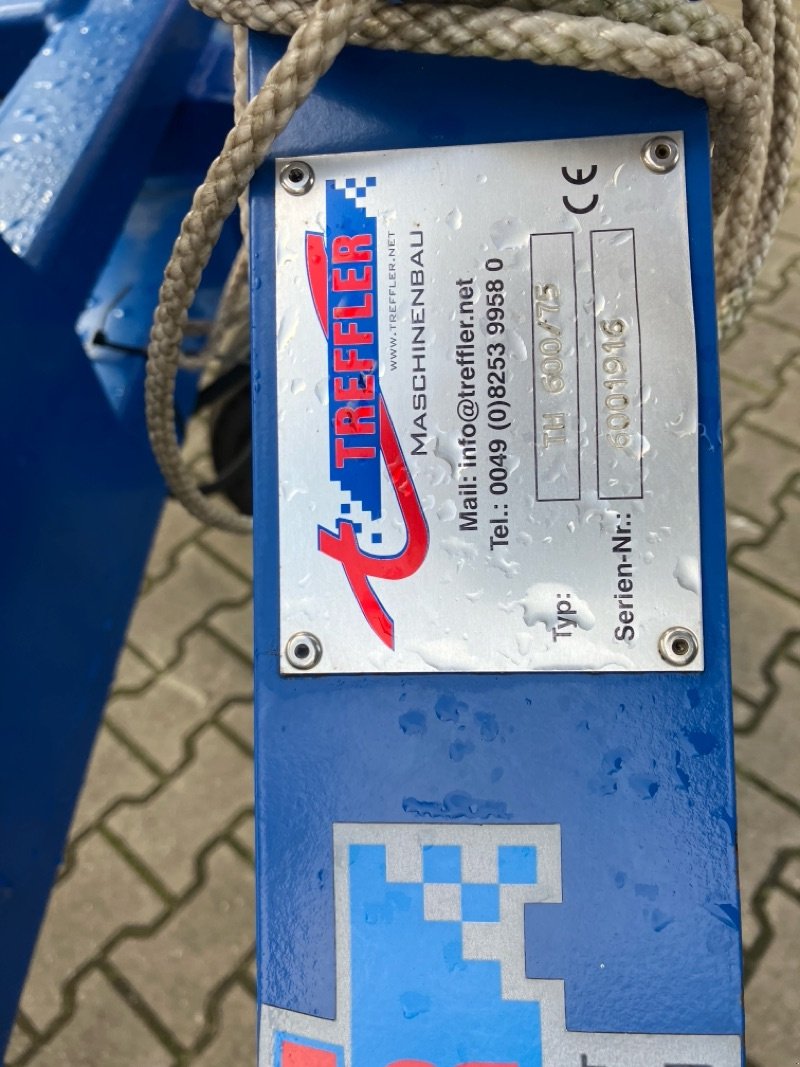 TREFFLER
www.treffler.net
MASCHINENBAU
Mail: info@treffler.net
Tel.: 0049 (0)8253 9958 0
CE
Typ: TH 600/75
Serien-Nr.: 6001916